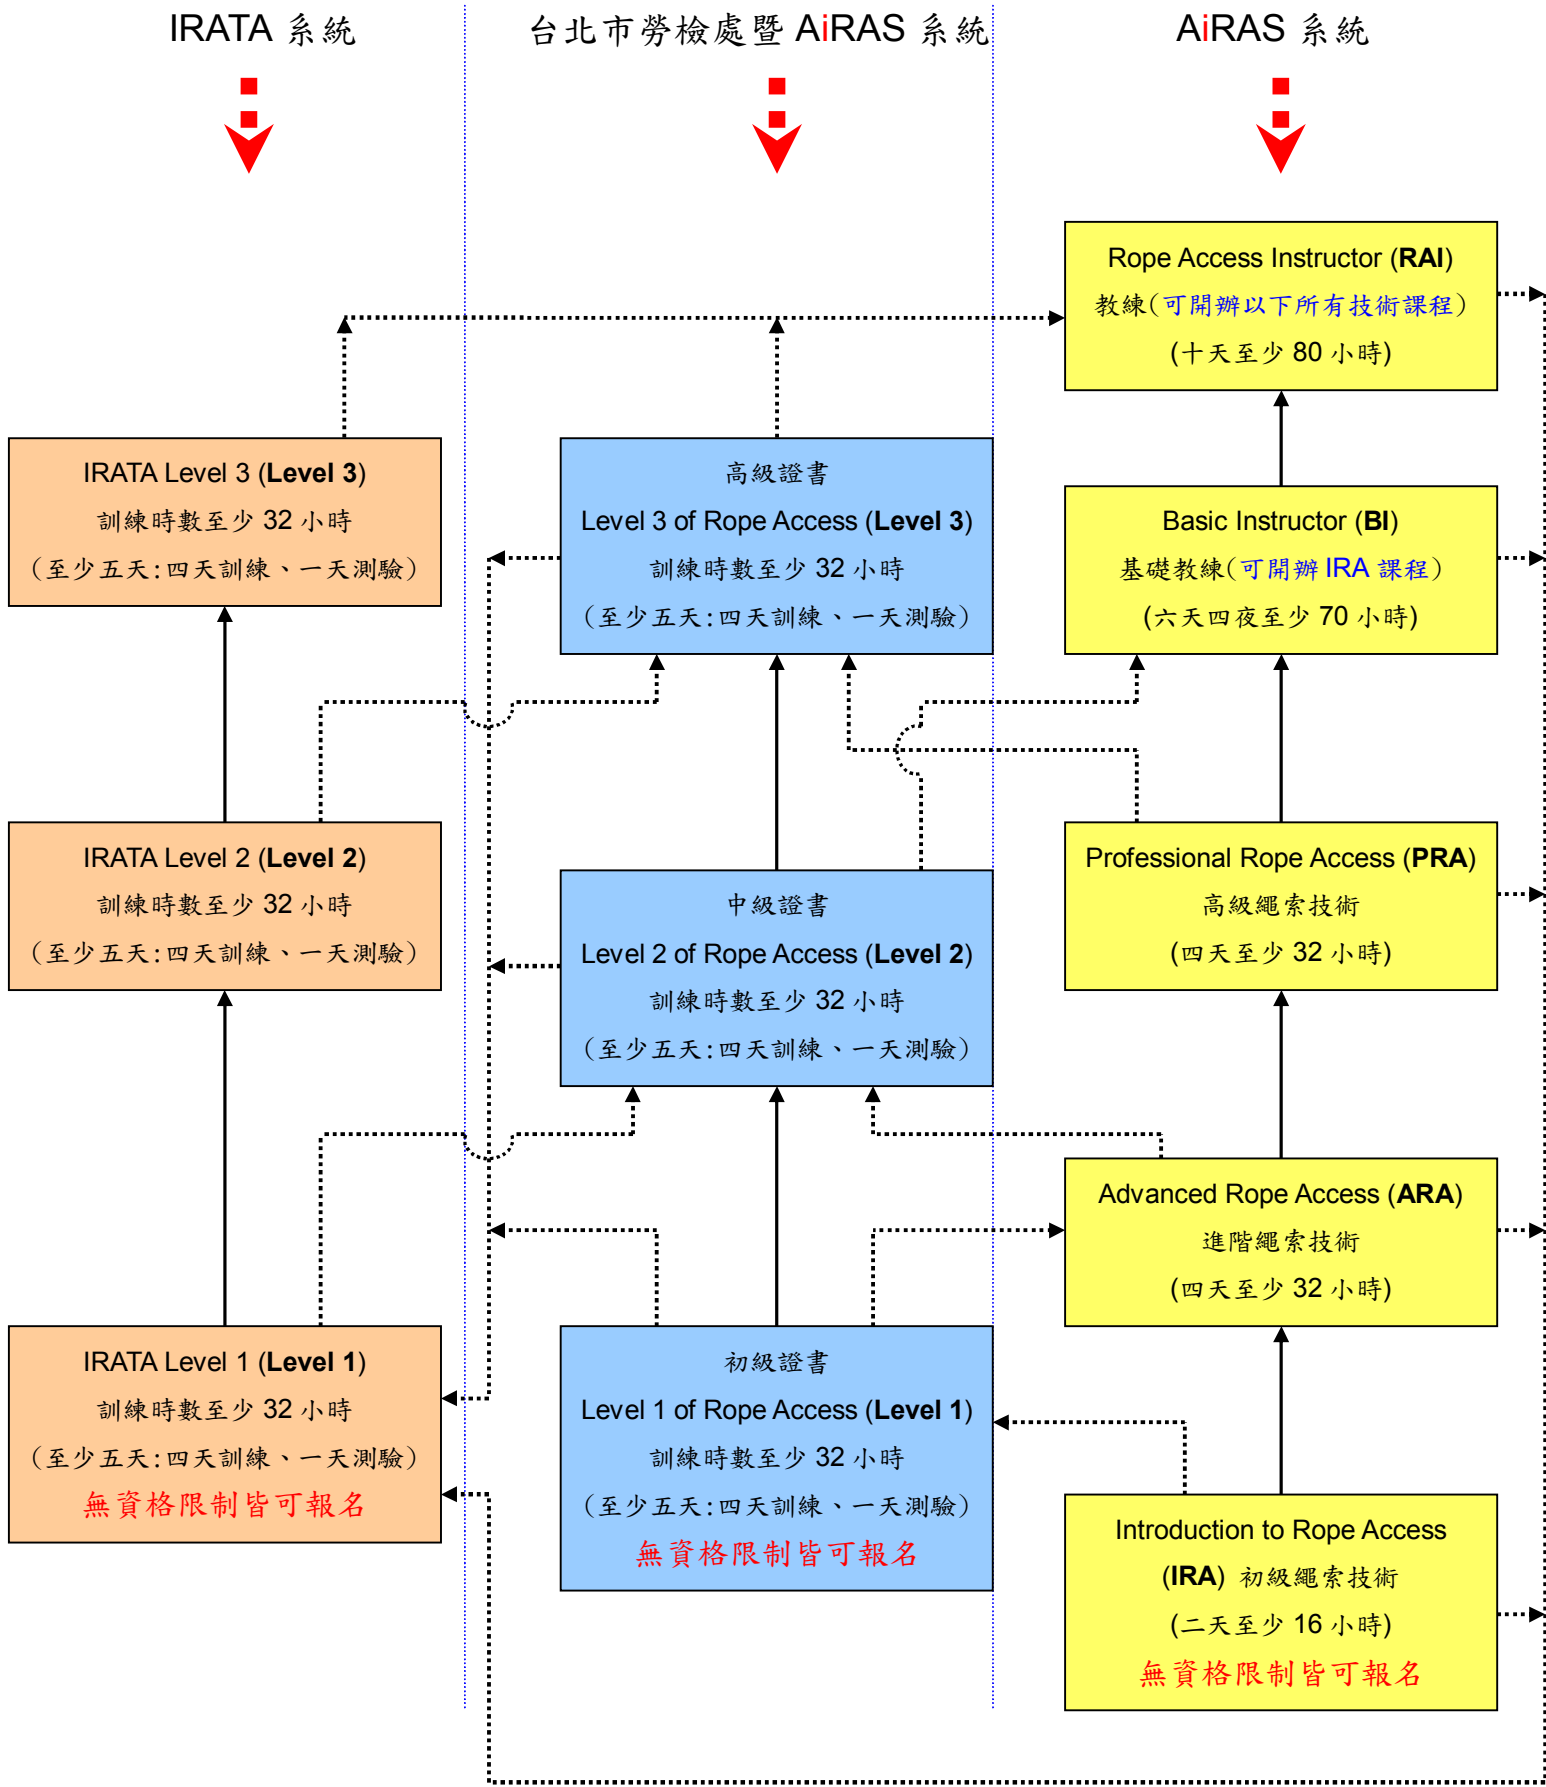 IRATA 系統
台北市勞檢處暨 AiRAS 系統
AiRAS 系統
Rope Access Instructor (RAI)
教練(可開辦以下所有技術課程)
(十天至少 80 小時)
IRATA Level 3 (Level 3)
訓練時數至少 32 小時
(至少五天:四天訓練、一天測驗)
高級證書
Level 3 of Rope Access (Level 3)
訓練時數至少 32 小時
(至少五天:四天訓練、一天測驗)
Basic Instructor (BI)
基礎教練(可開辦 IRA 課程)
(六天四夜至少 70 小時)
IRATA Level 2 (Level 2)
訓練時數至少 32 小時
(至少五天:四天訓練、一天測驗)
中級證書
Level 2 of Rope Access (Level 2)
訓練時數至少 32 小時
(至少五天:四天訓練、一天測驗)
Professional Rope Access (PRA)
高級繩索技術
(四天至少 32 小時)
Advanced Rope Access (ARA)
進階繩索技術
(四天至少 32 小時)
IRATA Level 1 (Level 1)
訓練時數至少 32 小時
(至少五天:四天訓練、一天測驗)
無資格限制皆可報名
初級證書
Level 1 of Rope Access (Level 1)
訓練時數至少 32 小時
(至少五天:四天訓練、一天測驗)
無資格限制皆可報名
Introduction to Rope Access
(IRA) 初級繩索技術
(二天至少 16 小時)
無資格限制皆可報名